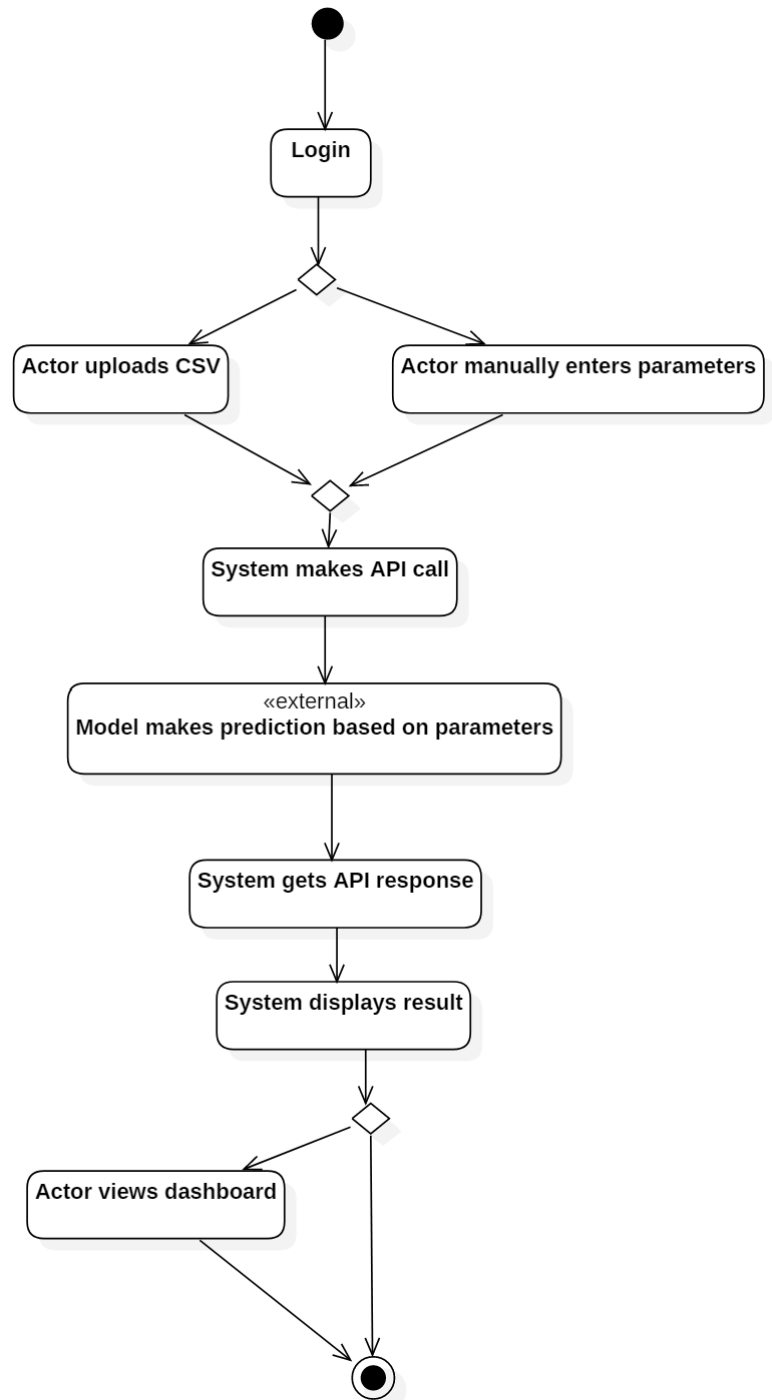 Login
Actor uploads CSV
Actor manually enters parameters
System makes API call
«external»
Model makes prediction based on parameters
System gets API response
System displays result
Actor views dashboard